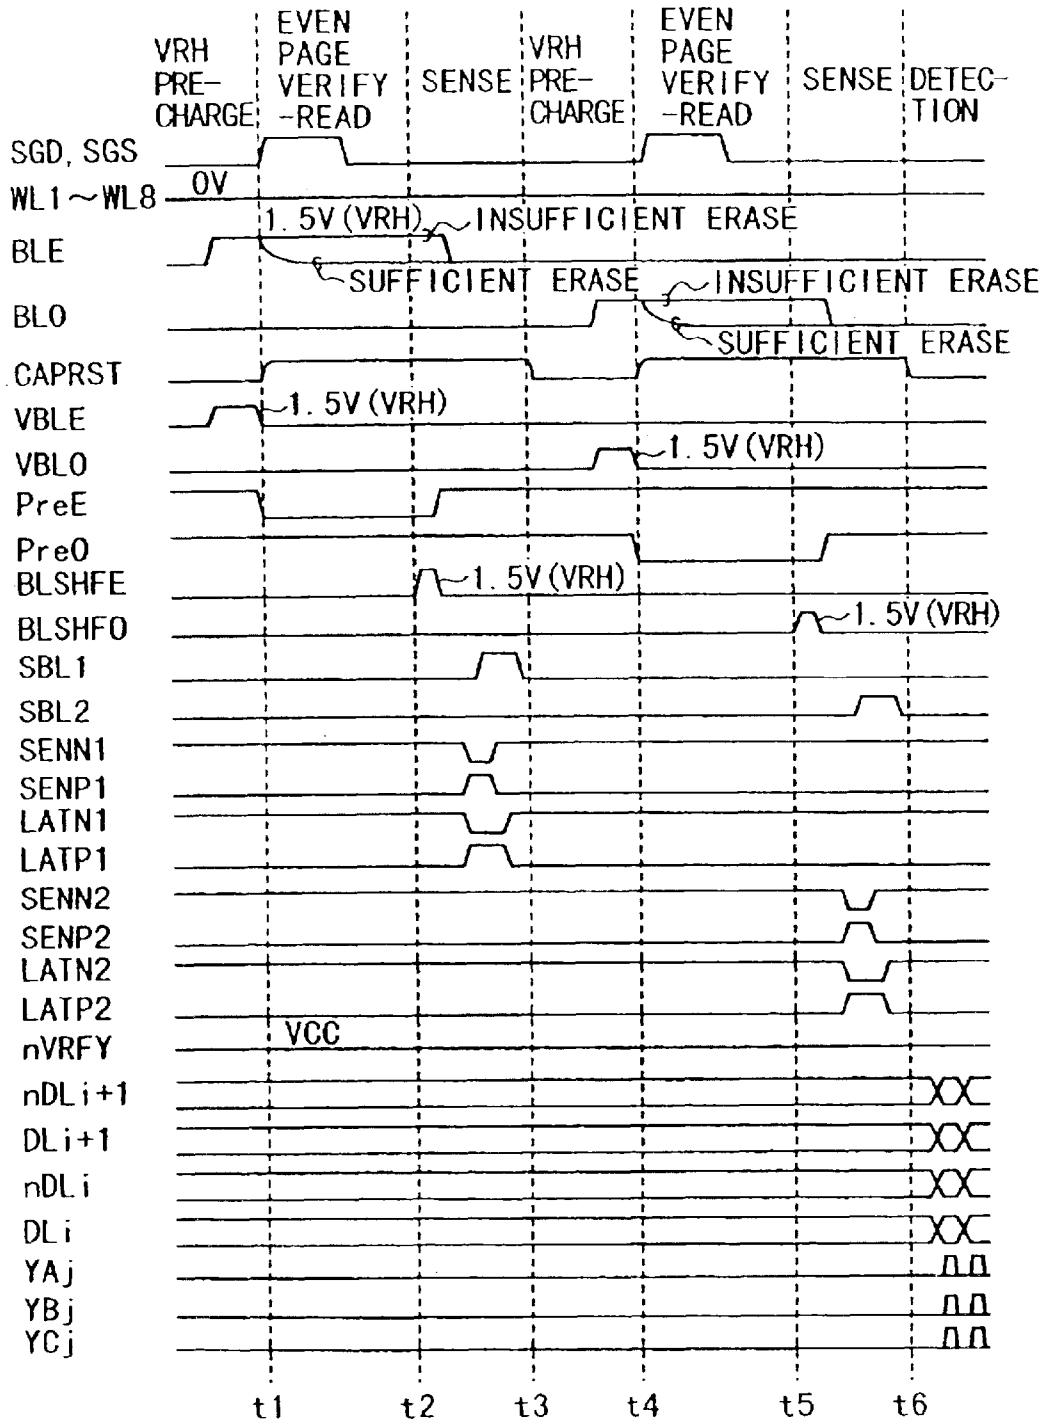 VRH
PRE-
CHARGE
EVEN
PAGE
VERIFY
-READ
SENSE
VRH
PRE-
CHARGE
EVEN
PAGE
VERIFY
-READ
SENSE
DETEC-
TION
SGD, SGS
WL1~WL8
0V
BLE
1.5V(VRH)
INSUFFICIENT ERASE
SUFFICIENT ERASE
BLO
INSUFFICIENT ERASE
SUFFICIENT ERASE
CAPRST
VBLE
1.5V(VRH)
VBLO
1.5V(VRH)
PreE
PreO
BLSHFE
1.5V(VRH)
BLSHFO
1.5V(VRH)
SBL1
SBL2
SENN1
SENP1
LATN1
LATP1
SENN2
SENP2
LATN2
LATP2
nVRFY
VCC
nDLi+1
DLi+1
nDLi
DLi
YAj
YBj
YCj
t1 t2 t3 t4 t5 t6